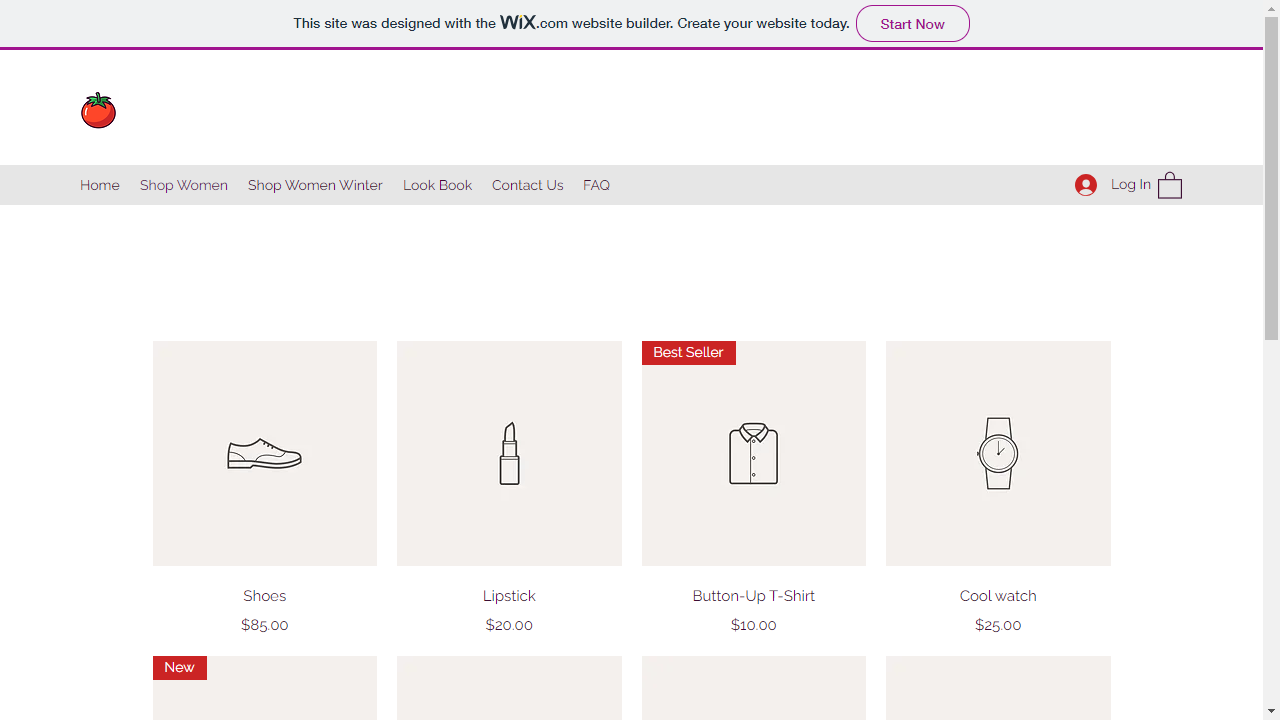 This site was designed with the WiX.com website builder. Create your website today. Start Now
Home Shop Women Shop Women Winter Look Book Contact Us FAQ Log In
Best Seller
Shoes Lipstick Button-Up T-Shirt Cool watch
$85.00 $20.00 $10.00 $25.00
New